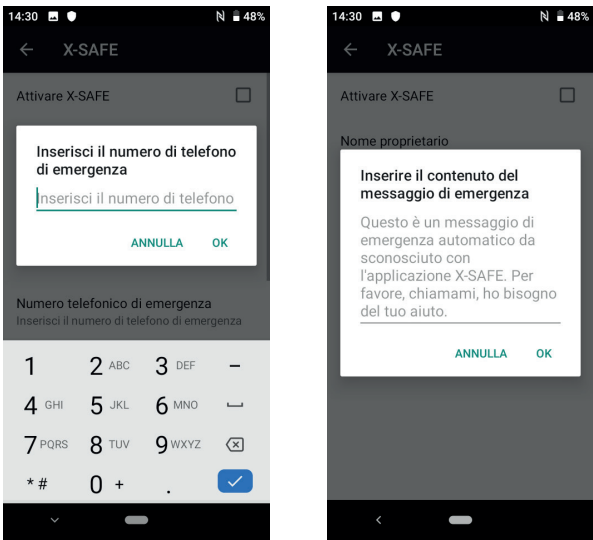 14:30 48%
X-SAFE
Attivare X-SAFE
Inserisci il numero di telefono
di emergenza
Inserisci il numero di telefono
ANNULLA OK
Numero telefonico di emergenza
Inserisci il numero di telefono di emergenza
1 2 ABC 3 DEF –
4 GHI 5 JKL 6 MNO
7 PQRS 8 TUV 9 WXYZ
* # 0 + .
14:30 48%
X-SAFE
Attivare X-SAFE
Nome proprietario
Inserire il contenuto del
messaggio di emergenza
Questo è un messaggio di
emergenza automatico da
sconosciuto con
l'applicazione X-SAFE. Per
favore, chiamami, ho bisogno
del tuo aiuto.
ANNULLA OK